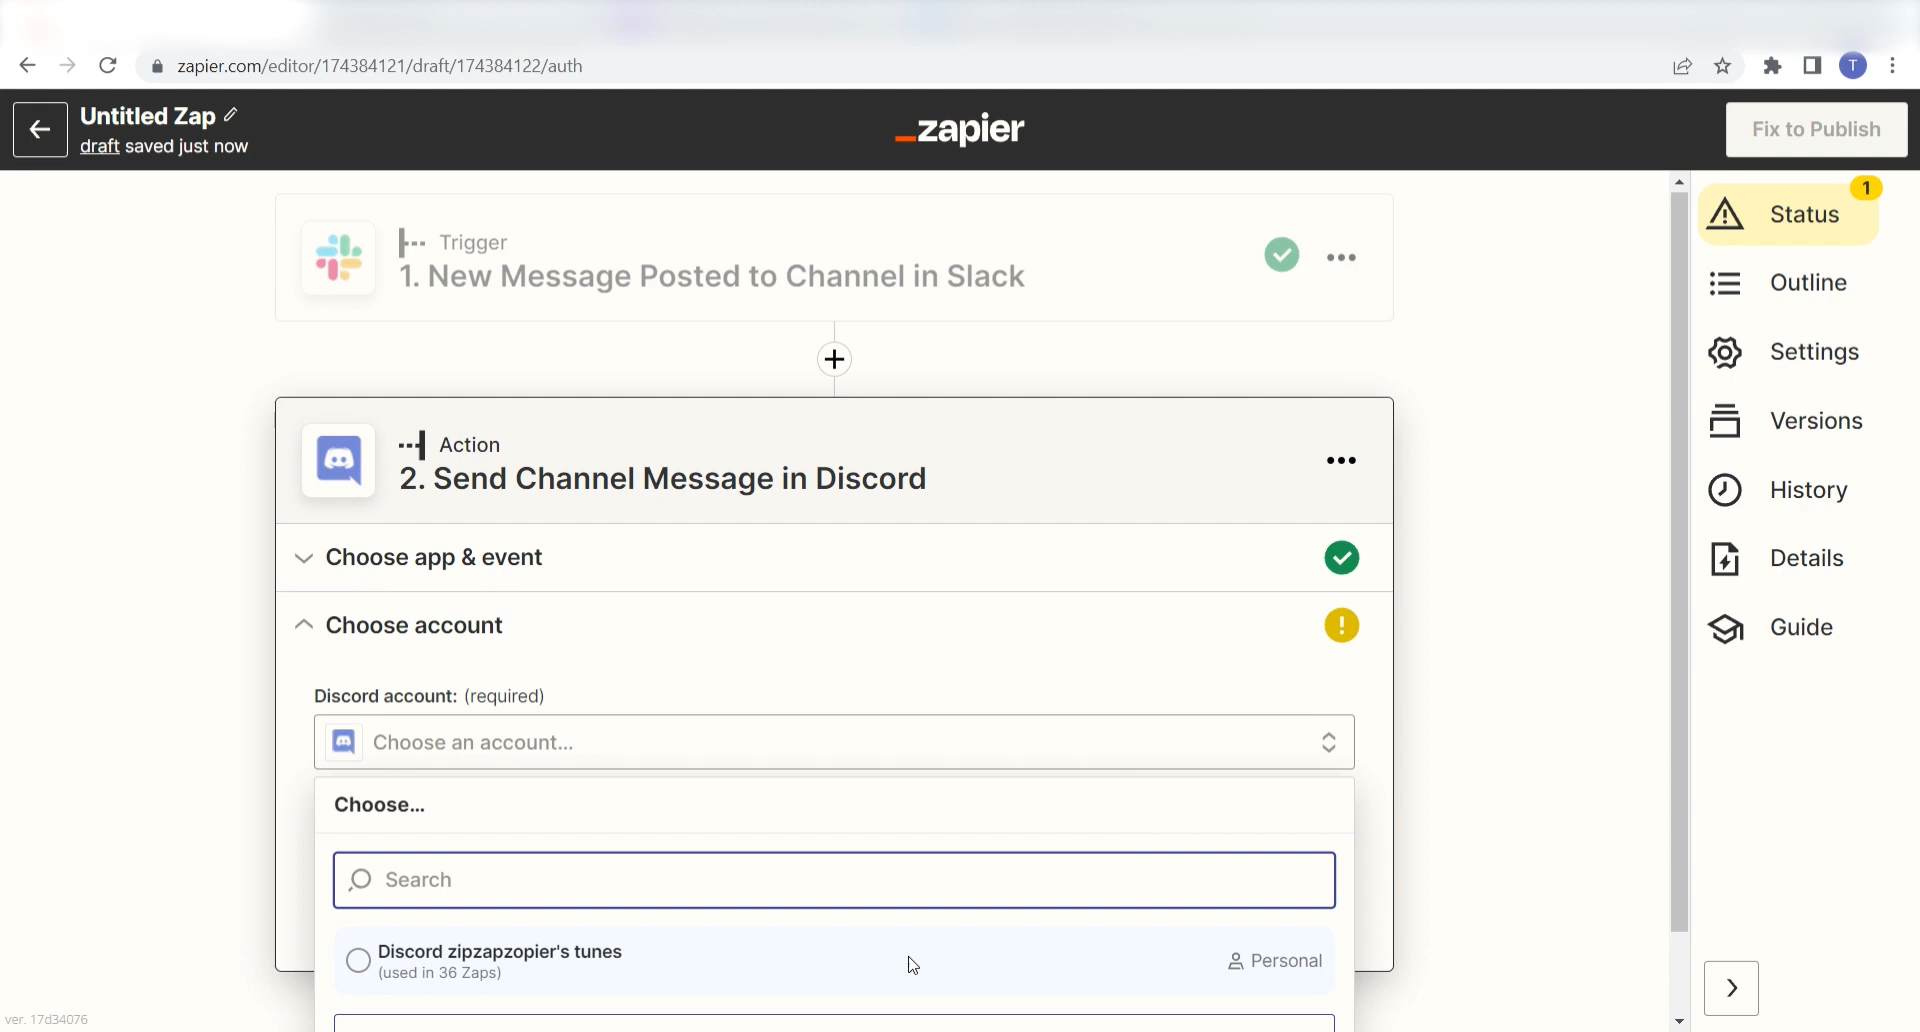 zapier.com/editor/174384121/draft/174384122/auth
T
Untitled Zap
draft saved just now
_zapier
Fix to Publish
Trigger
1. New Message Posted to Channel in Slack
Action
2. Send Channel Message in Discord
Choose app & event
Choose account
Discord account: (required)
Choose an account...
Choose...
Search
Discord zipzapzopier's tunes
(used in 36 Zaps)
Personal
1
Status
Outline
Settings
Versions
History
Details
Guide
ver. 17d34076